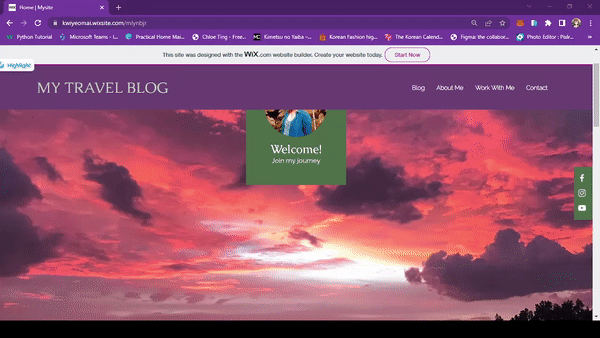 Home | Mysite
kwiyeomai.wixsite.com/mlynbjr
Python Tutorial
Microsoft Teams - I...
Practical Home Mai...
Chloe Ting - Free O...
Kimetsu no Yaiba -...
Korean Fashion hig...
The Korean Calend...
Figma: the collabor...
Photo Editor : Pixlr...
This site was designed with the WiX.com website builder. Create your website today. Start Now
Highlight
MY TRAVEL BLOG
Blog About Me Work With Me Contact
Welcome!
Join my journey